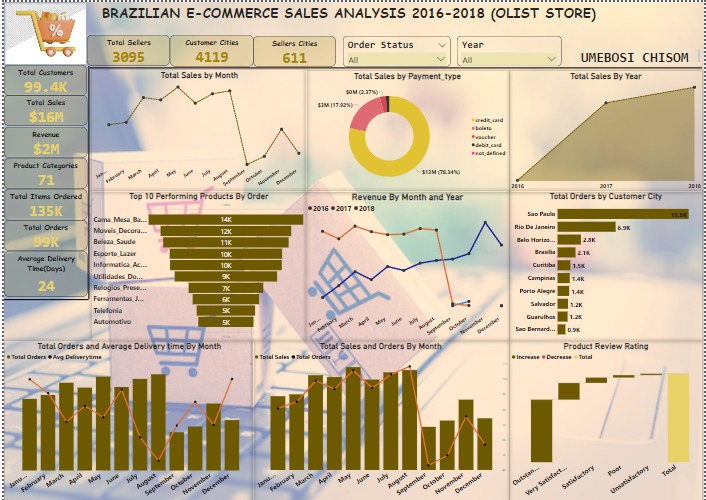 BRAZILIAN E-COMMERCE SALES ANALYSIS 2016-2018 (OLIST STORE)
%
Total Sellers
3095
Customer Cities
4119
Sellers Cities
611
Order Status
All
Year
All
UMEBOSI CHISOM
Total Customers
99.4K
Total Sales
$16M
Revenue
$2M
Product Categories
71
Total Items Ordered
135K
Total Orders
99K
Average Delivery
Time(Days)
24
Total Sales by Month
Jan... February March April May June July August September October November December
Total Sales by Payment_type
$0M (2.37%)
$3M (17.92%)
$13M (78.34%)
credit_card
boleto
voucher
debit_card
not_defined
Total Sales By Year
2016 2017 2018
Top 10 Performing Products By Order
Cama_Mesa_Ba... 14K
Moveis_Decora... 12K
Beleza_Saude 11K
Esporte_Lazer 10K
Informatica_Ac... 10K
Utilidades_Do... 9K
Relogios_Prese... 7K
Ferramentas_J... 6K
Telefonia 5K
Automotivo 5K
Revenue By Month and Year
2016 2017 2018
Jan... February March April May June July August September October November December
Total Orders by Customer City
Sao Paulo 15.5K
Rio De Janeiro 6.9K
Belo Horizo... 2.8K
Brasilia 2.1K
Curitiba 1.5K
Campinas 1.4K
Porto Alegre 1.4K
Salvador 1.2K
Guarulhos 1.2K
Sao Bernard... 0.9K
Total Orders and Average Delivery time By Month
Total Orders Avg Deliverytime
Janu... February March April May June July August September October November December
Total Sales and Orders By Month
Total Sales Total Orders
Janu... February March April May June July August September October November December
Product Review Rating
Increase Decrease Total
Outstan... Very Satisfact... Satisfactory Poor Unsatisfactory Total